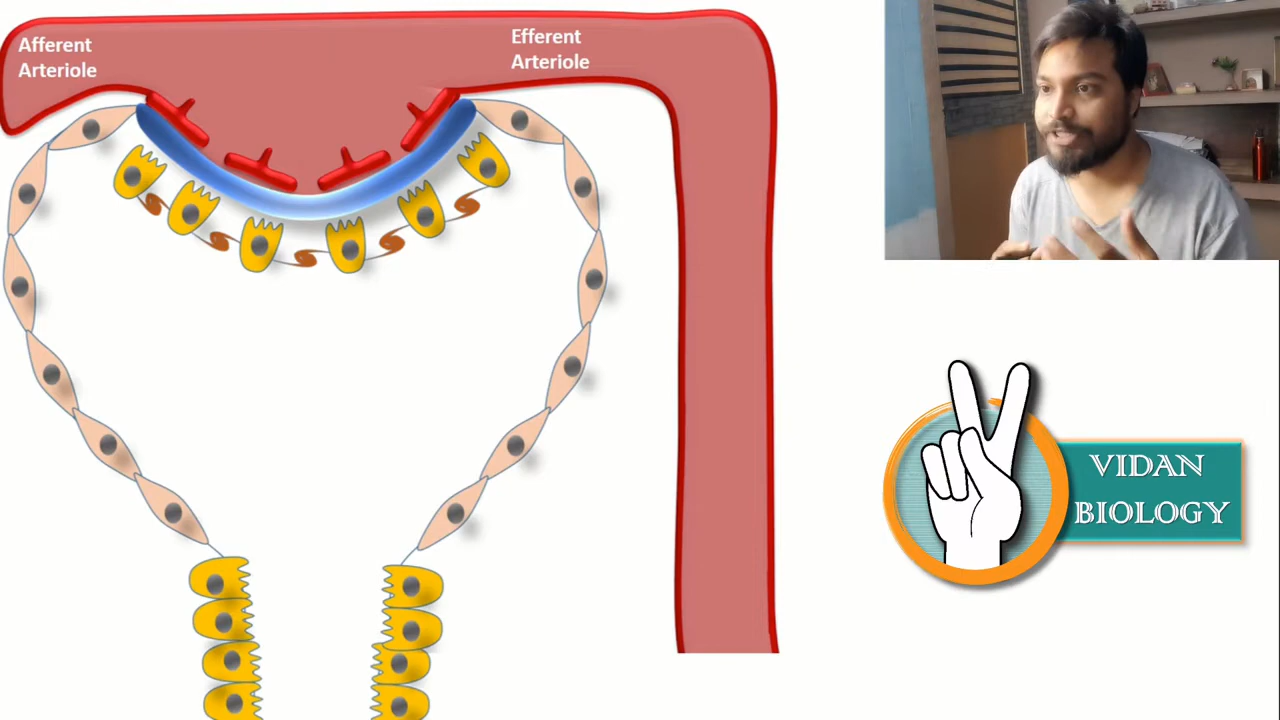 Afferent
Arteriole
Efferent
Arteriole
VIDAN
BIOLOGY